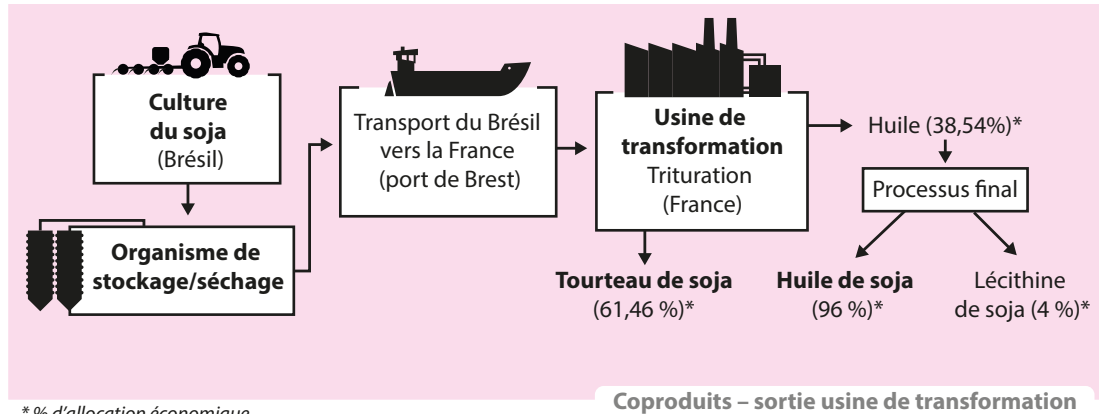 Culture
du soja
(Brésil)
Organisme de
stockage/séchage
Transport du Brésil
vers la France
(port de Brest)
Usine de
transformation
Trituration
(France)
Huile (38,54%)*
Processus final
Tourteau de soja
(61,46 %)*
Huile de soja
(96 %)*
Lécithine
de soja (4 %)*
Coproduits – sortie usine de transformation
* % d'allocation économique